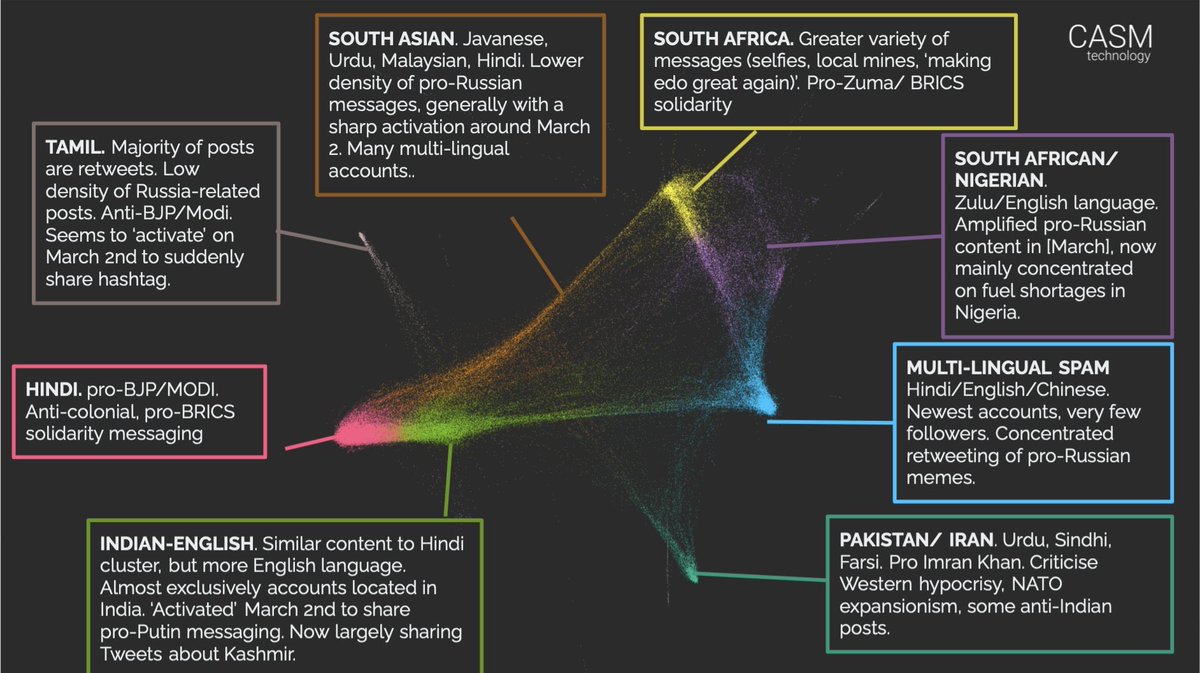 CASM
technology
SOUTH ASIAN. Javanese,
Urdu, Malaysian, Hindi. Lower
density of pro-Russian
messages, generally with a
sharp activation around March
2. Many multi-lingual
accounts..
SOUTH AFRICA. Greater variety of
messages (selfies, local mines, ‘making
edo great again)’. Pro-Zuma/ BRICS
solidarity
TAMIL. Majority of posts
are retweets. Low
density of Russia-related
posts. Anti-BJP/Modi.
Seems to ‘activate’ on
March 2nd to suddenly
share hashtag.
SOUTH AFRICAN/
NIGERIAN.
Zulu/English language.
Amplified pro-Russian
content in [March], now
mainly concentrated
on fuel shortages in
Nigeria.
HINDI. pro-BJP/MODI.
Anti-colonial, pro-BRICS
solidarity messaging
MULTI-LINGUAL SPAM
Hindi/English/Chinese.
Newest accounts, very few
followers. Concentrated
retweeting of pro-Russian
memes.
INDIAN-ENGLISH. Similar content to Hindi
cluster, but more English language.
Almost exclusively accounts located in
India. ‘Activated’ March 2nd to share
pro-Putin messaging. Now largely sharing
Tweets about Kashmir.
PAKISTAN/ IRAN. Urdu, Sindhi,
Farsi. Pro Imran Khan. Criticise
Western hypocrisy, NATO
expansionism, some anti-Indian
posts.